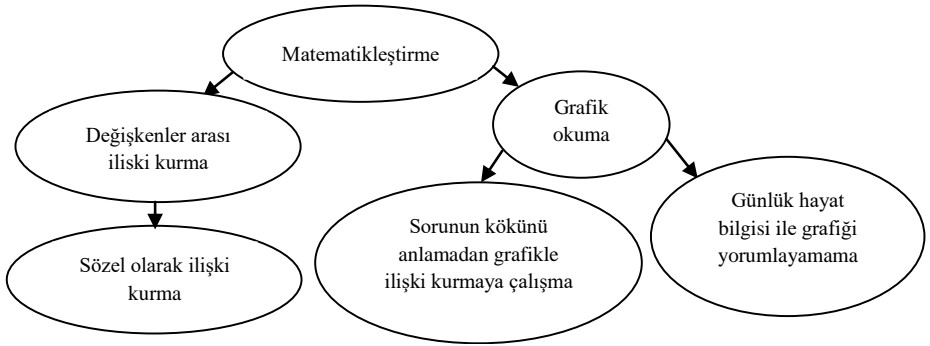 Matematikleştirme
Değişkenler arası
iliski kurma
Grafik
okuma
Sözel olarak ilişki
kurma
Sorunun kökünü
anlamadan grafikle
ilişki kurmaya çalışma
Günlük hayat
bilgisi ile grafiği
yorumlayamama